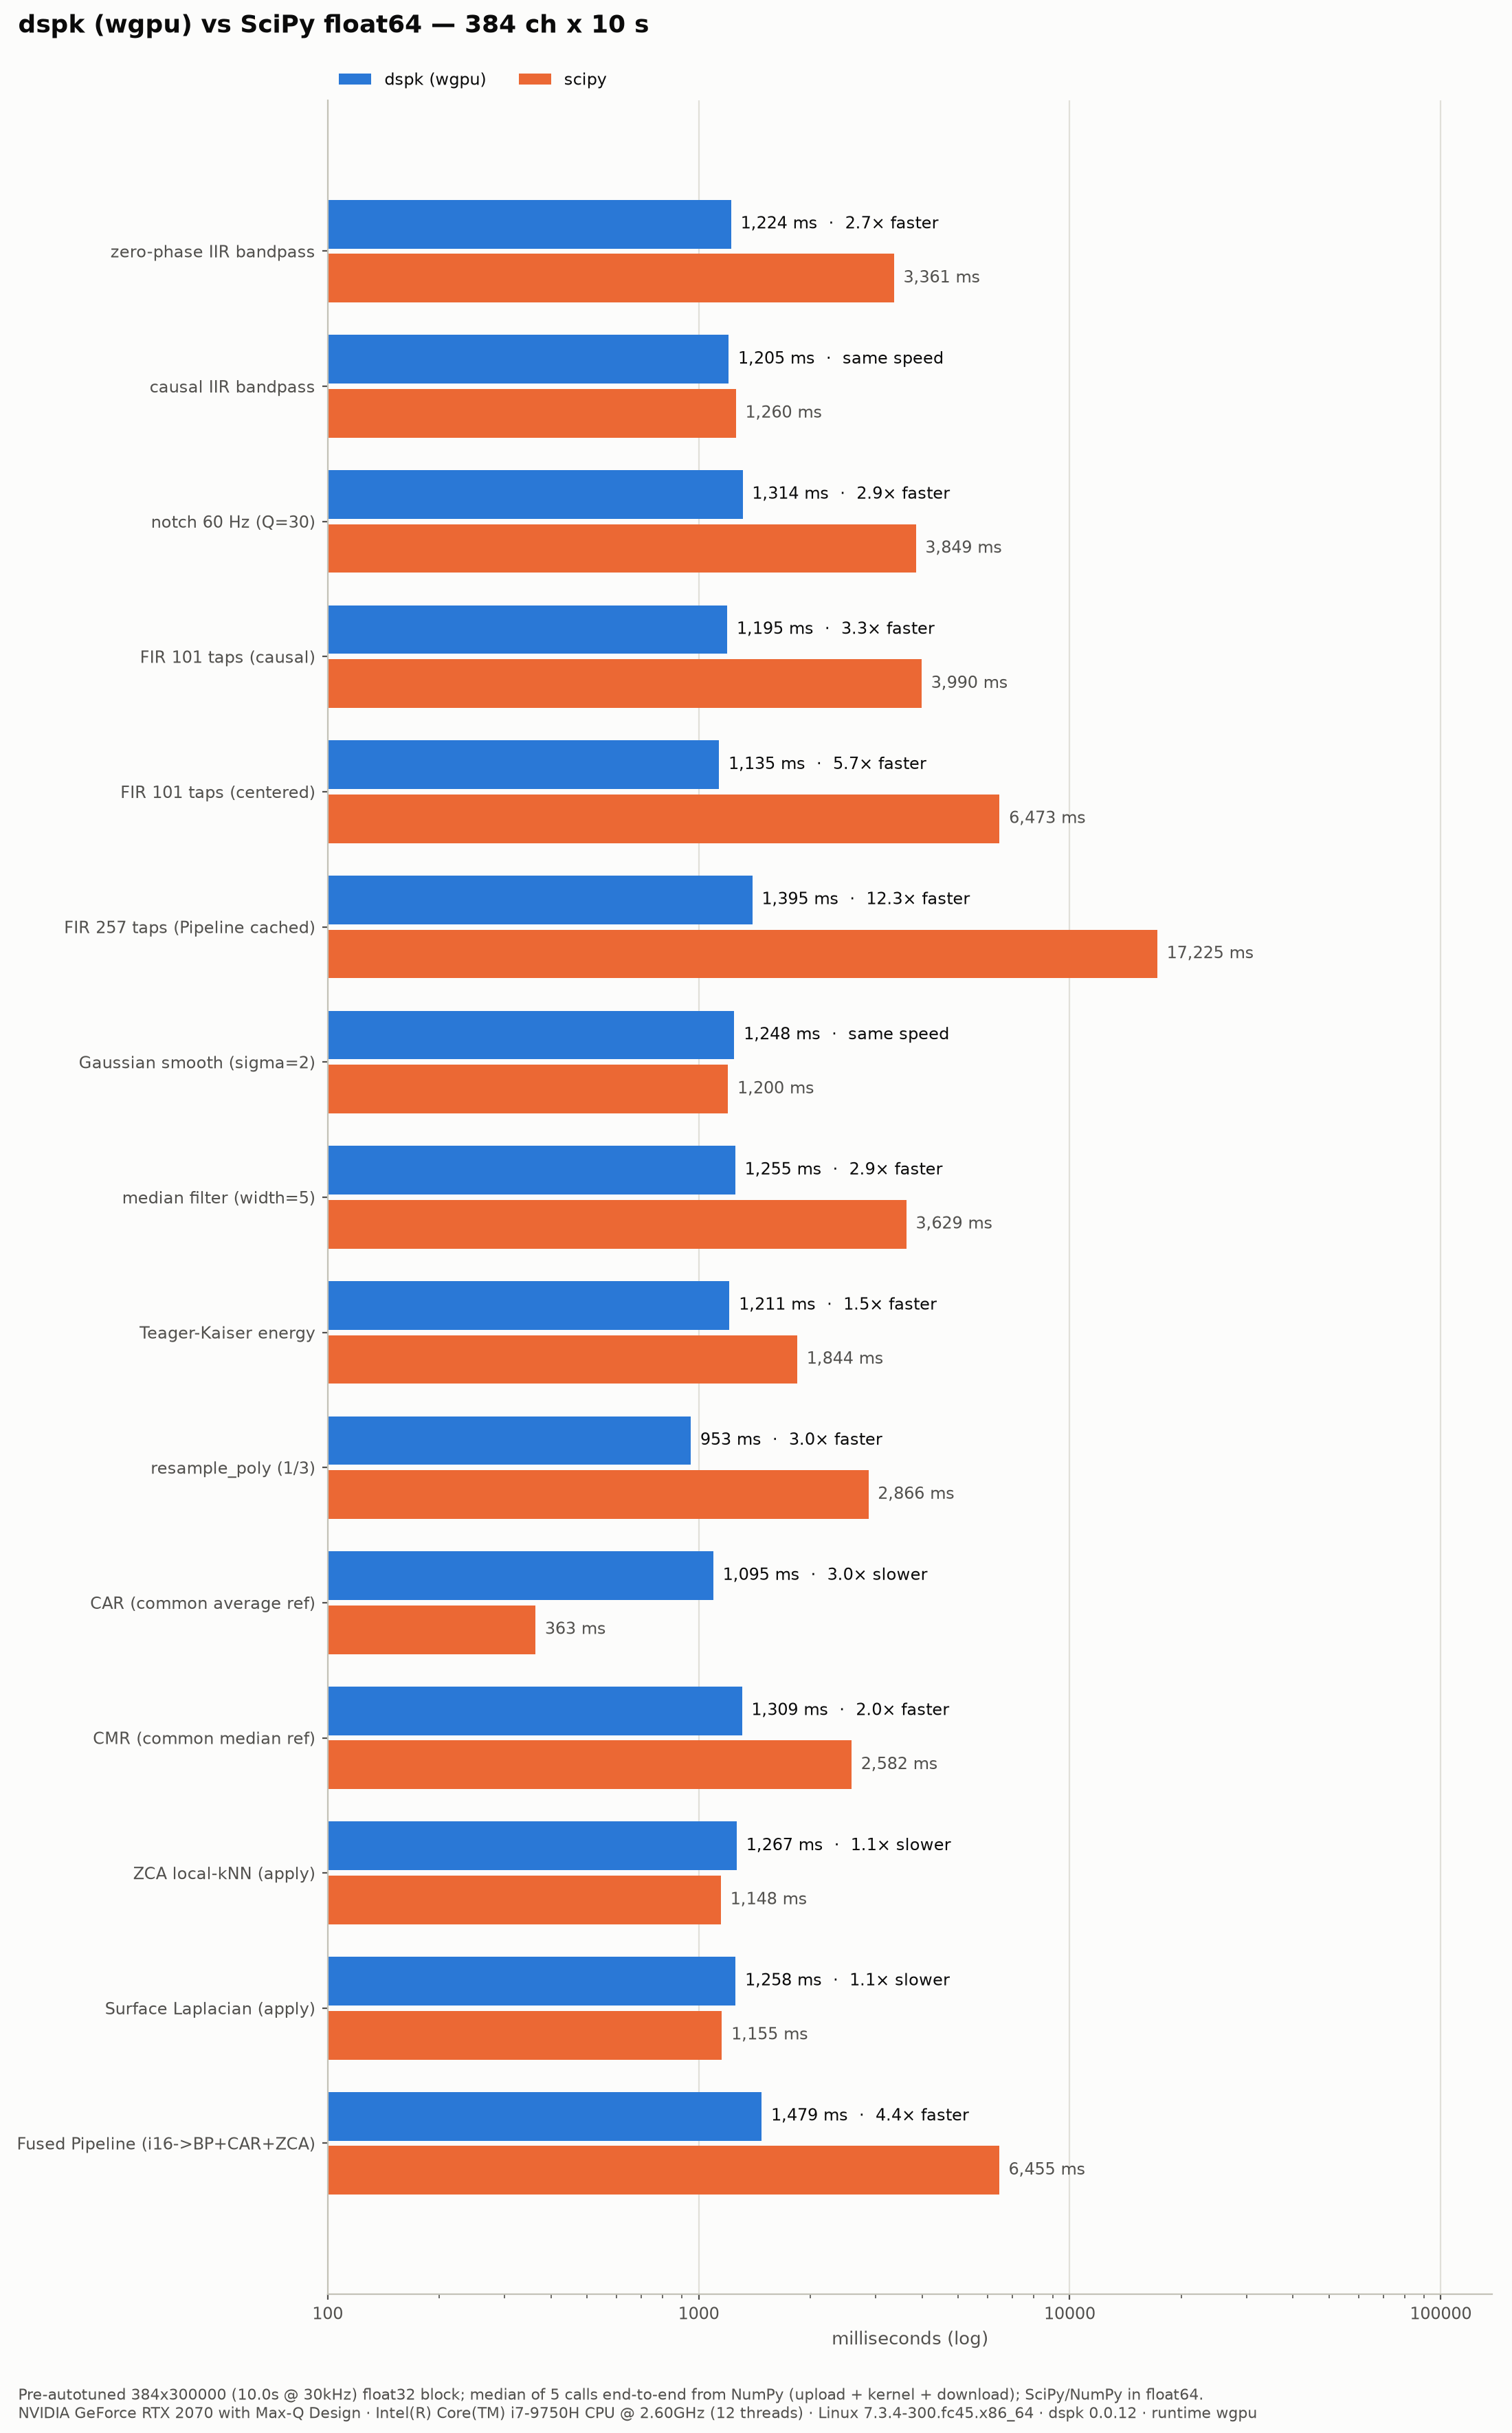 dspk (wgpu) vs SciPy float64 — 384 ch x 10 s
dspk (wgpu) scipy
zero-phase IIR bandpass
1,224 ms · 2.7× faster
3,361 ms
causal IIR bandpass
1,205 ms · same speed
1,260 ms
notch 60 Hz (Q=30)
1,314 ms · 2.9× faster
3,849 ms
FIR 101 taps (causal)
1,195 ms · 3.3× faster
3,990 ms
FIR 101 taps (centered)
1,135 ms · 5.7× faster
6,473 ms
FIR 257 taps (Pipeline cached)
1,395 ms · 12.3× faster
17,225 ms
Gaussian smooth (sigma=2)
1,248 ms · same speed
1,200 ms
median filter (width=5)
1,255 ms · 2.9× faster
3,629 ms
Teager-Kaiser energy
1,211 ms · 1.5× faster
1,844 ms
resample_poly (1/3)
953 ms · 3.0× faster
2,866 ms
CAR (common average ref)
1,095 ms · 3.0× slower
363 ms
CMR (common median ref)
1,309 ms · 2.0× faster
2,582 ms
ZCA local-kNN (apply)
1,267 ms · 1.1× slower
1,148 ms
Surface Laplacian (apply)
1,258 ms · 1.1× slower
1,155 ms
Fused Pipeline (i16->BP+CAR+ZCA)
1,479 ms · 4.4× faster
6,455 ms
100 1000 10000 100000
milliseconds (log)
Pre-autotuned 384x300000 (10.0s @ 30kHz) float32 block; median of 5 calls end-to-end from NumPy (upload + kernel + download); SciPy/NumPy in float64.
NVIDIA GeForce RTX 2070 with Max-Q Design · Intel(R) Core(TM) i7-9750H CPU @ 2.60GHz (12 threads) · Linux 7.3.4-300.fc45.x86_64 · dspk 0.0.12 · runtime wgpu